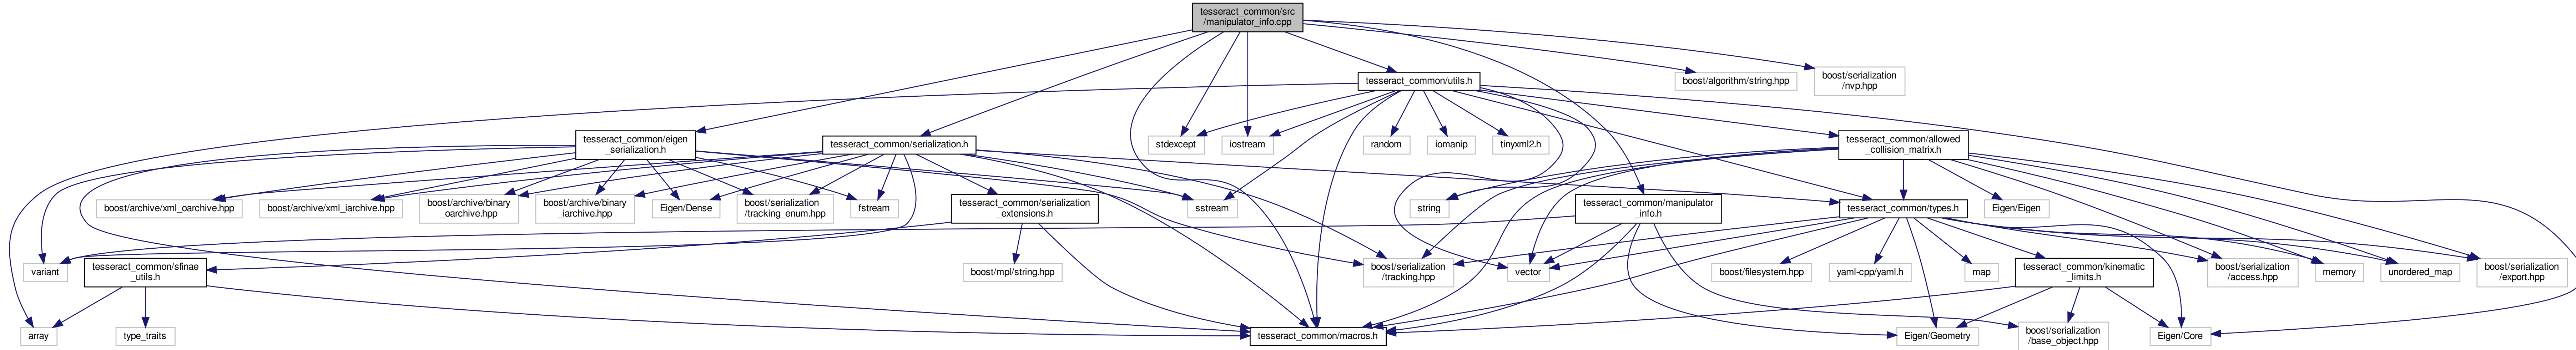 tesseract_common/src
/manipulator_info.cpp
tesseract_common/utils.h
boost/algorithm/string.hpp
boost/serialization
/nvp.hpp
tesseract_common/eigen
_serialization.h
tesseract_common/serialization.h
stdexcept
iostream
random
iomanip
tinyxml2.h
tesseract_common/allowed
_collision_matrix.h
boost/archive/xml_oarchive.hpp
boost/archive/xml_iarchive.hpp
boost/archive/binary
_oarchive.hpp
boost/archive/binary
_iarchive.hpp
Eigen/Dense
boost/serialization
/tracking_enum.hpp
fstream
tesseract_common/serialization
_extensions.h
sstream
string
tesseract_common/manipulator
_info.h
tesseract_common/types.h
Eigen/Eigen
variant
tesseract_common/sfinae
_utils.h
boost/mpl/string.hpp
boost/serialization
/tracking.hpp
vector
boost/filesystem.hpp
yaml-cpp/yaml.h
map
tesseract_common/kinematic
_limits.h
boost/serialization
/access.hpp
memory
unordered_map
boost/serialization
/export.hpp
array
type_traits
tesseract_common/macros.h
Eigen/Geometry
boost/serialization
/base_object.hpp
Eigen/Core